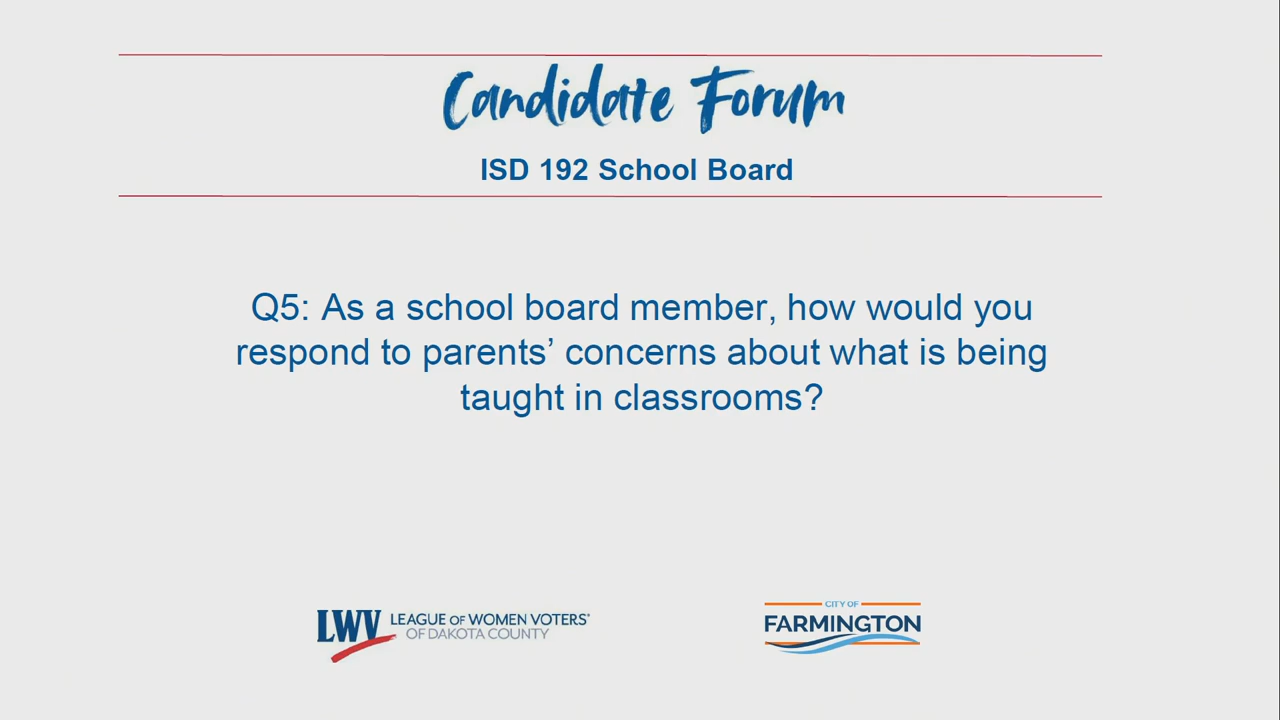 Candidate Forum
ISD 192 School Board
Q5: As a school board member, how would you
respond to parents’ concerns about what is being
taught in classrooms?
LWV LEAGUE OF WOMEN VOTERS®
OF DAKOTA COUNTY
CITY OF
FARMINGTON